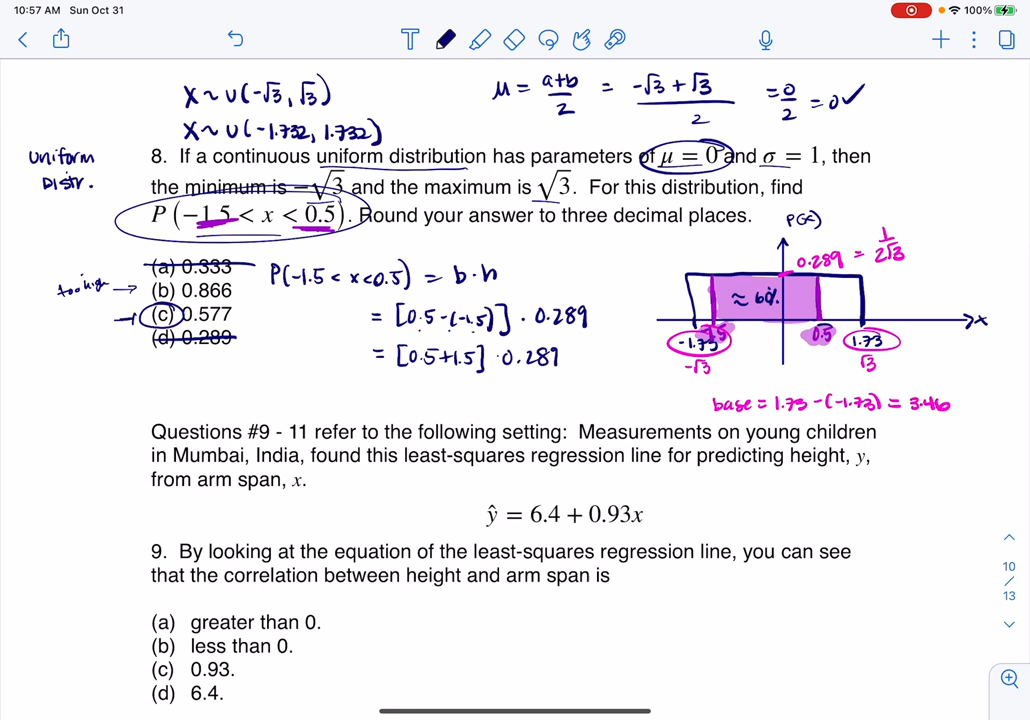 10:57 AM Sun Oct 31
100%
X ~ U(-√3, √3)
μ = a+b/2 = -√3 + √3/2 = 0/2 = 0 ✓
X ~ U(-1.732, 1.732)
Uniform
Distr.
8. If a continuous uniform distribution has parameters of μ = 0 and σ = 1, then
the minimum is −√3 and the maximum is √3. For this distribution, find
P (−1.5 < x < 0.5). Round your answer to three decimal places.
P(x)
0.289 = 1/2√3
(a) 0.333
too high →
(b) 0.866
(c) 0.577
(d) 0.289
P(-1.5 < x < 0.5) = b·h
= [0.5 - (-1.5)] · 0.289
= [0.5+1.5] · 0.289
≈ 60%
x
-1.73
-1.5
0.5
1.73
-√3
√3
base = 1.73 - (-1.73) = 3.46
Questions #9 - 11 refer to the following setting: Measurements on young children
in Mumbai, India, found this least-squares regression line for predicting height, y,
from arm span, x.
ŷ = 6.4 + 0.93x
9. By looking at the equation of the least-squares regression line, you can see
that the correlation between height and arm span is
(a) greater than 0.
(b) less than 0.
(c) 0.93.
(d) 6.4.
10
/
13